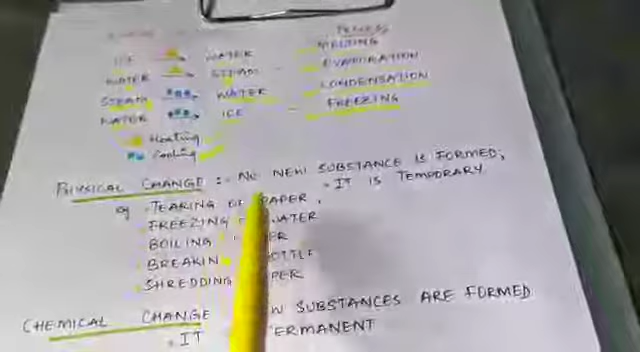 PROCESS
ICE WATER - MELTING
WATER STEAM - EVAPORATION
STEAM WATER - CONDENSATION
WATER ICE - FREEZING
Heating
Cooling
PHYSICAL CHANGE :- NO NEW SUBSTANCE IS FORMED;
. IT IS TEMPORARY
eg . TEARING OF PAPER,
. FREEZING WATER
. BOILING
. BREAKIN
. SHREDDING
CHEMICAL CHANGE SUBSTANCES ARE FORMED
. IT